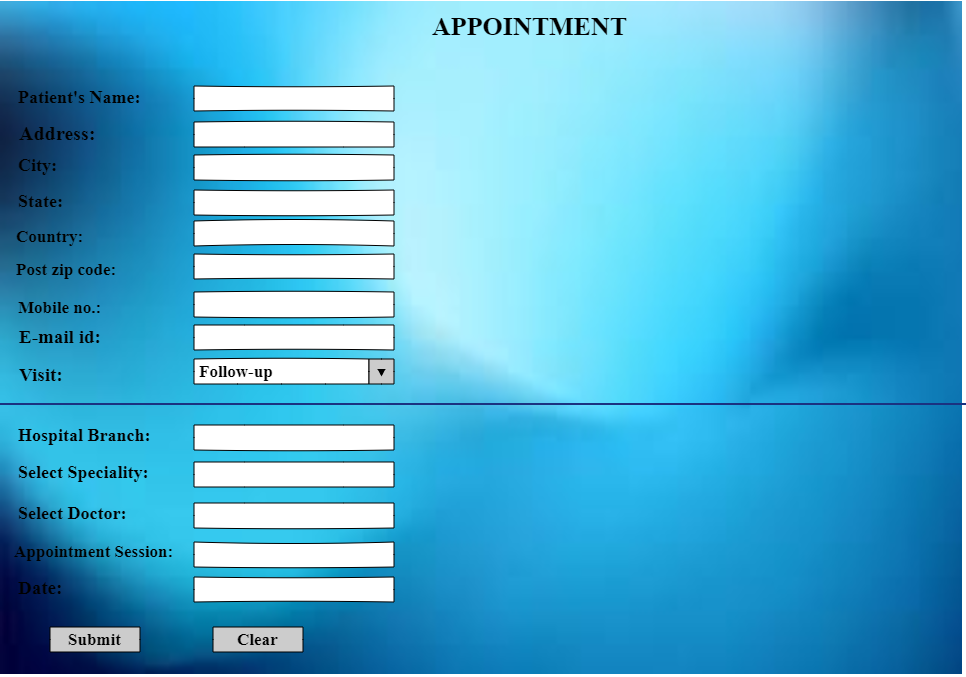 APPOINTMENT
Patient's Name:
Address:
City:
State:
Country:
Post zip code:
Mobile no.:
E-mail id:
Visit: Follow-up
Hospital Branch:
Select Speciality:
Select Doctor:
Appointment Session:
Date:
Submit Clear